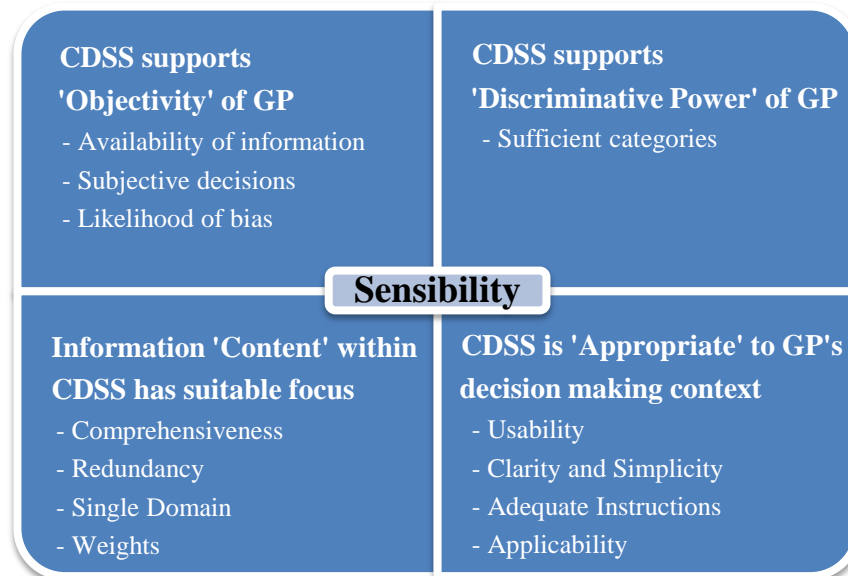 CDSS supports
'Objectivity' of GP
- Availability of information
- Subjective decisions
- Likelihood of bias
CDSS supports
'Discriminative Power' of GP
- Sufficient categories
Sensibility
Information 'Content' within
CDSS has suitable focus
- Comprehensiveness
- Redundancy
- Single Domain
- Weights
CDSS is 'Appropriate' to GP's
decision making context
- Usability
- Clarity and Simplicity
- Adequate Instructions
- Applicability